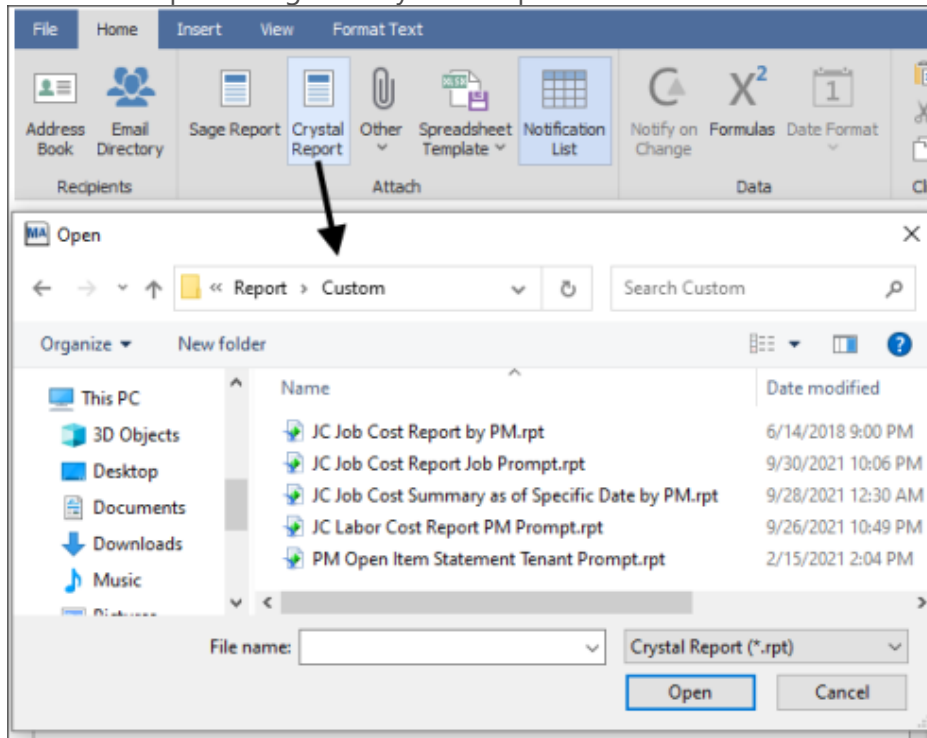 File Home Insert View Format Text
XLSX X² 1
Address Book Email Directory Sage Report Crystal Report Other Spreadsheet Template Notification List Notify on Change Formulas Date Format
Recipients Attach Data
MA Open
« Report › Custom Search Custom
Organize New folder ?
Name Date modified
This PC
3D Objects JC Job Cost Report by PM.rpt 6/14/2018 9:00 PM
Desktop JC Job Cost Report Job Prompt.rpt 9/30/2021 10:06 PM
Documents JC Job Cost Summary as of Specific Date by PM.rpt 9/28/2021 12:30 AM
Downloads JC Labor Cost Report PM Prompt.rpt 9/26/2021 10:49 PM
Music PM Open Item Statement Tenant Prompt.rpt 2/15/2021 2:04 PM
File name: Crystal Report (*.rpt)
Open Cancel